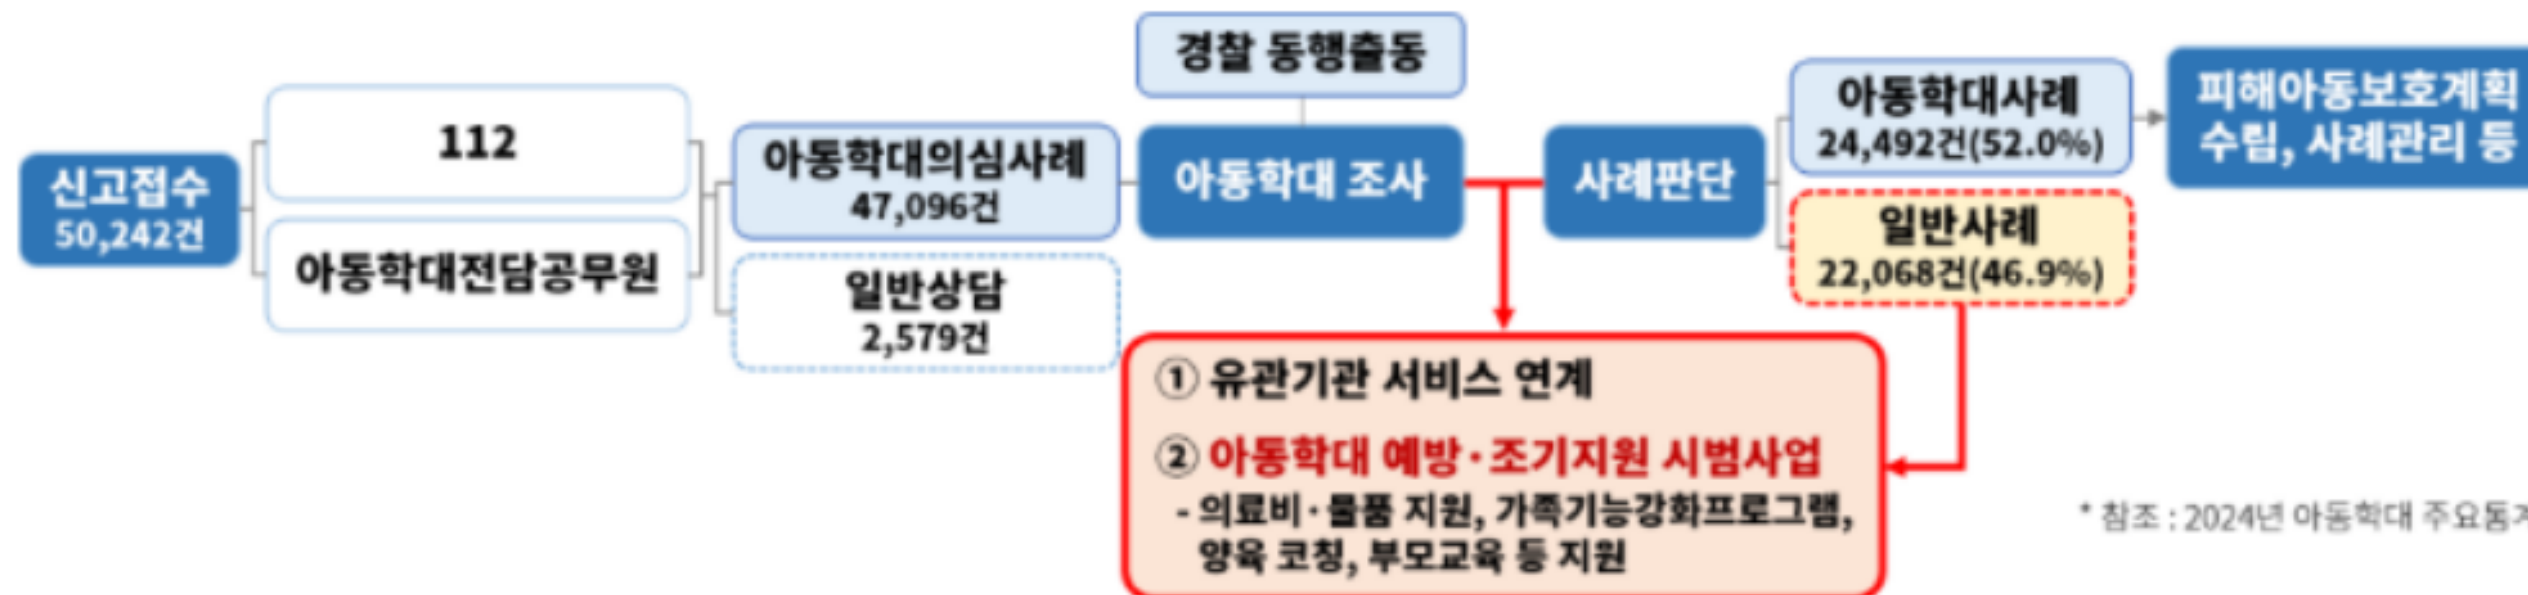 신고접수
50,242건
112
아동학대전담공무원
아동학대의심사례
47,096건
일반상담
2,579건
경찰 동행출동
아동학대 조사
사례판단
아동학대사례
24,492건(52.0%)
일반사례
22,068건(46.9%)
피해아동보호계획
수립, 사례관리 등
① 유관기관 서비스 연계
② 아동학대 예방·조기지원 시범사업
- 의료비·물품 지원, 가족기능강화프로그램,
양육 코칭, 부모교육 등 지원
* 참조 : 2024년 아동학대 주요통계